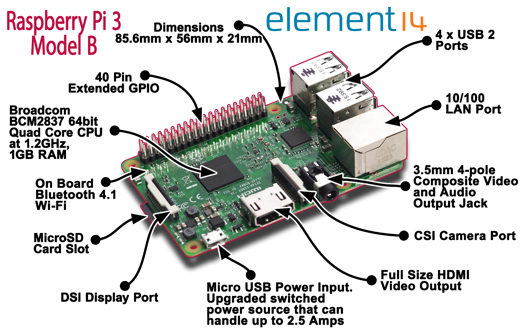 Raspberry Pi 3
Model B
Dimensions
85.6mm x 56mm x 21mm
element14
4 x USB 2
Ports
40 Pin
Extended GPIO
Broadcom
BCM2837 64bit
Quad Core CPU
at 1.2GHz,
1GB RAM
10/100
LAN Port
On Board
Bluetooth 4.1
Wi-Fi
3.5mm 4-pole
Composite Video
and Audio
Output Jack
MicroSD
Card Slot
CSI Camera Port
DSI Display Port
Micro USB Power Input.
Upgraded switched
power source that can
handle up to 2.5 Amps
Full Size HDMI
Video Output
HDMI